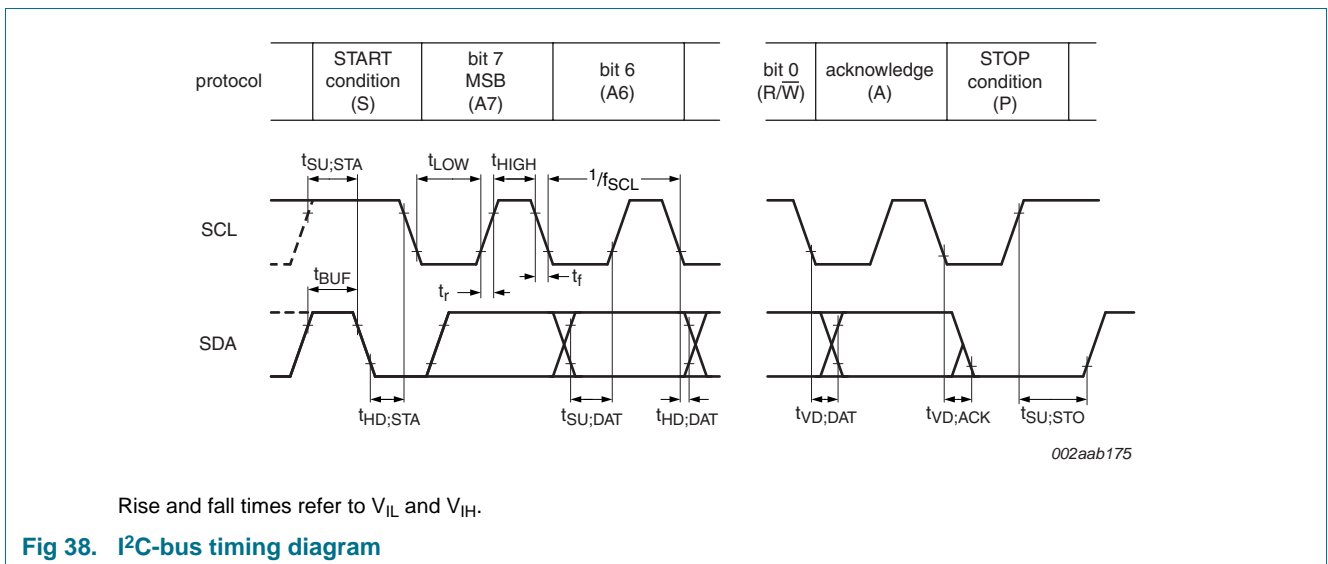 protocol
START
condition
(S)
bit 7
MSB
(A7)
bit 6
(A6)
bit 0
(R/W̅)
acknowledge
(A)
STOP
condition
(P)
tSU;STA
tLOW
tHIGH
1/fSCL
SCL
tBUF
tr
tf
SDA
tHD;STA
tSU;DAT
tHD;DAT
tVD;DAT
tVD;ACK
tSU;STO
002aab175
Rise and fall times refer to VIL and VIH.
Fig 38. I²C-bus timing diagram